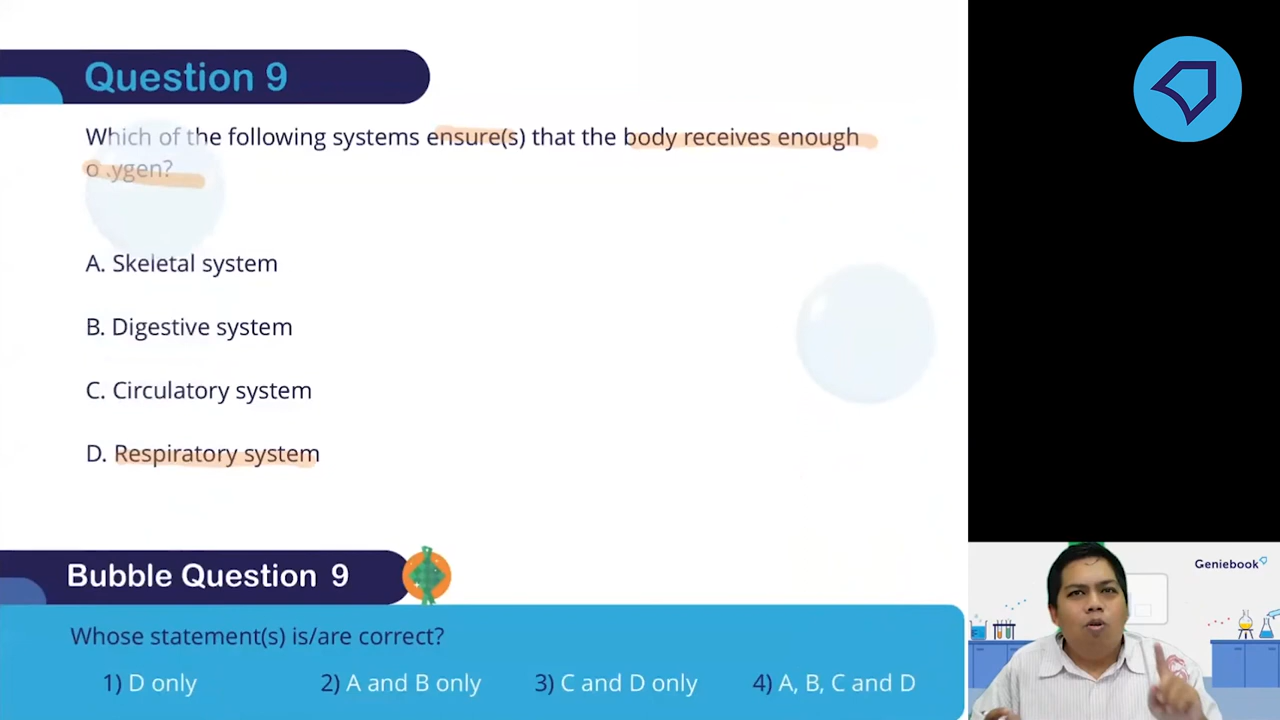 Question 9
Which of the following systems ensure(s) that the body receives enough
o .ygen?
A. Skeletal system
B. Digestive system
C. Circulatory system
D. Respiratory system
Bubble Question 9
Whose statement(s) is/are correct?
1) D only 2) A and B only 3) C and D only 4) A, B, C and D
Geniebook